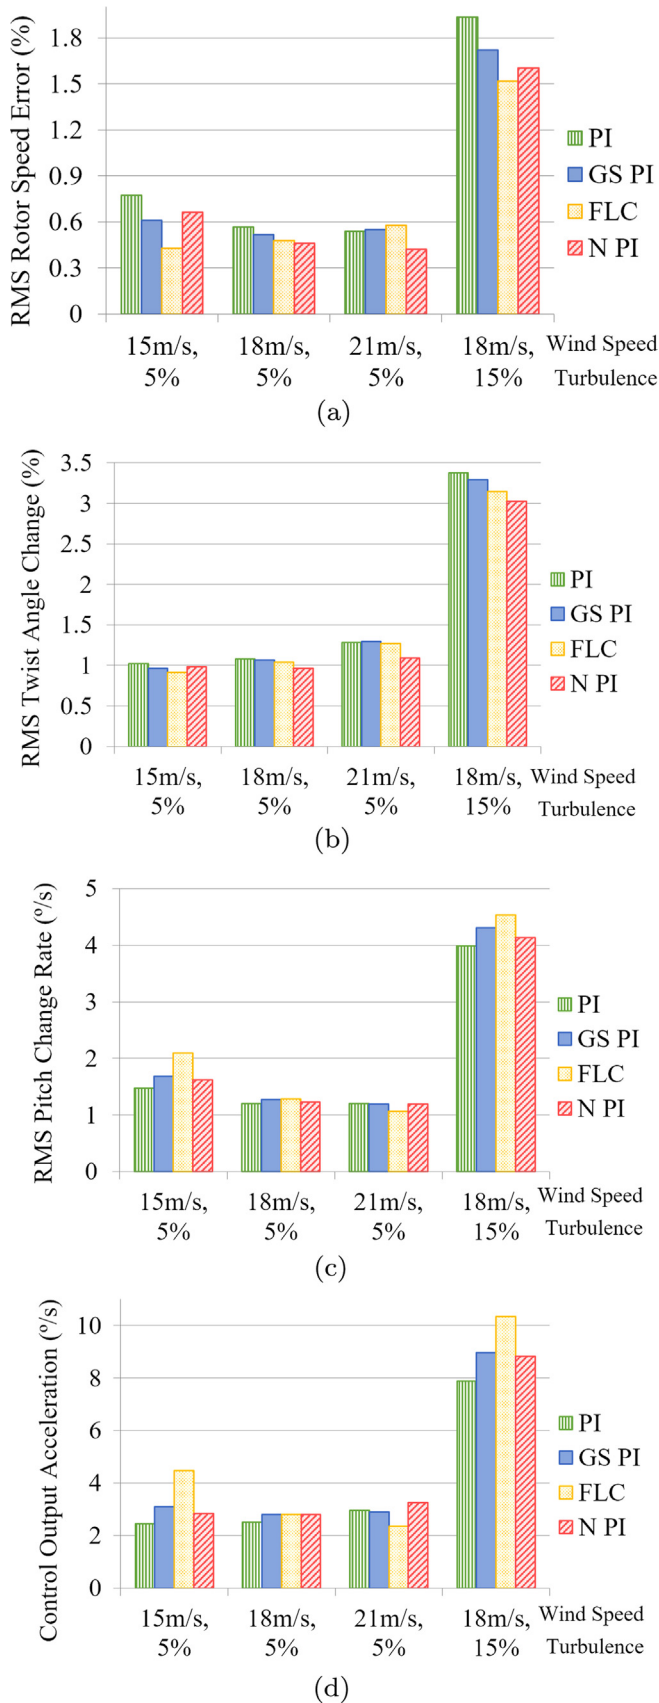 RMS Rotor Speed Error (%)
1.8
1.5
1.2
0.9
0.6
0.3
0
PI
GS PI
FLC
N PI
15m/s, 18m/s, 21m/s, 18m/s, Wind Speed
5% 5% 5% 15% Turbulence
(a)
RMS Twist Angle Change (%)
3.5
3
2.5
2
1.5
1
0.5
0
PI
GS PI
FLC
N PI
15m/s, 18m/s, 21m/s, 18m/s, Wind Speed
5% 5% 5% 15% Turbulence
(b)
RMS Pitch Change Rate (º/s)
5
4
3
2
1
0
PI
GS PI
FLC
N PI
15m/s, 18m/s, 21m/s, 18m/s, Wind Speed
5% 5% 5% 15% Turbulence
(c)
Control Output Acceleration (º/s)
10
8
6
4
2
0
PI
GS PI
FLC
N PI
15m/s, 18m/s, 21m/s, 18m/s, Wind Speed
5% 5% 5% 15% Turbulence
(d)